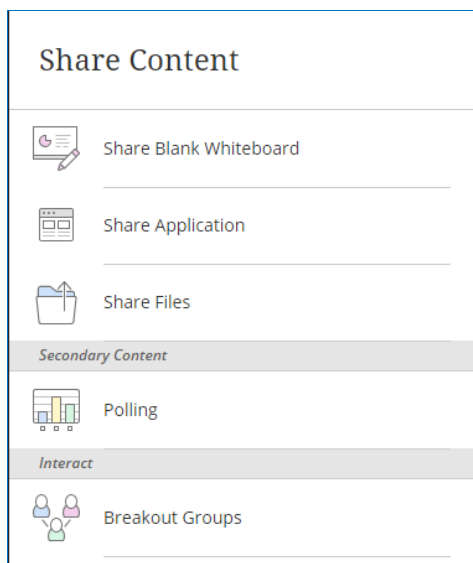 Share Content
Share Blank Whiteboard
Share Application
Share Files
Secondary Content
Polling
Interact
Breakout Groups